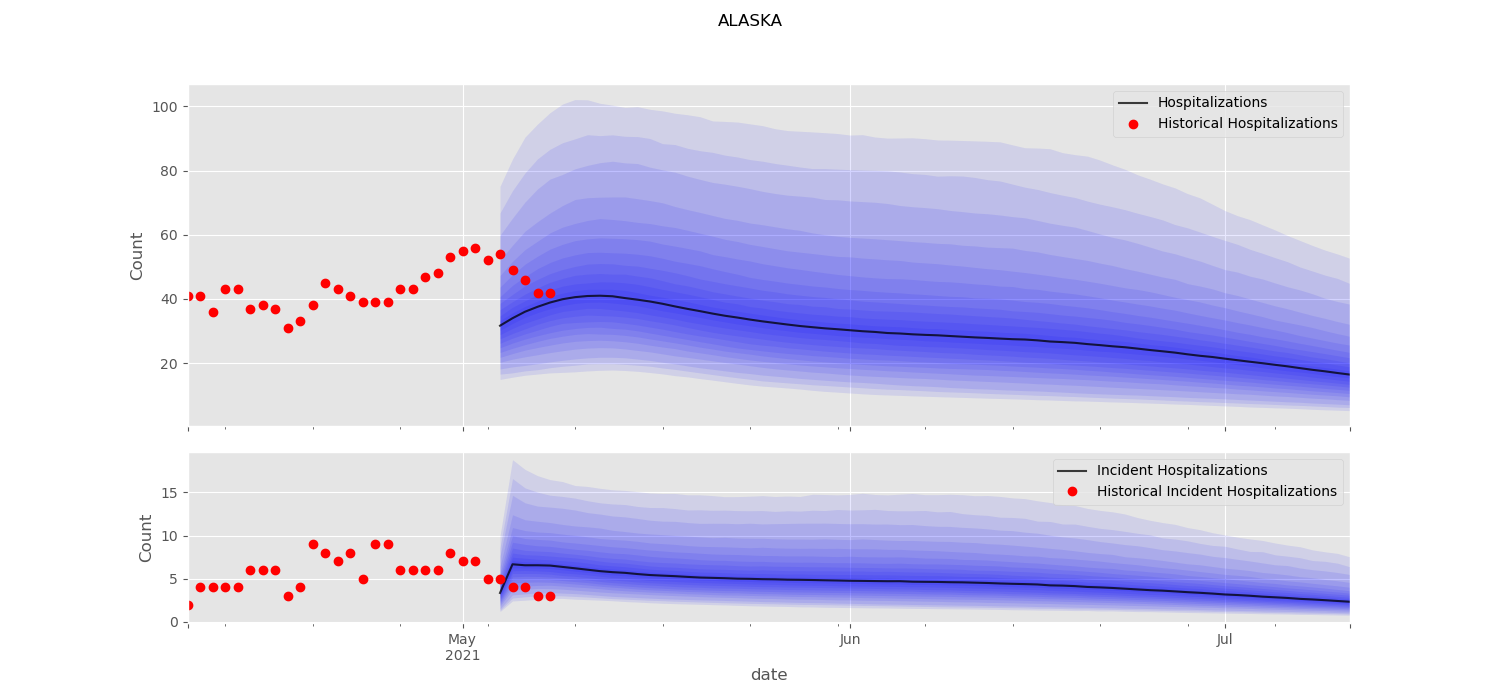 ALASKA
Hospitalizations
Historical Hospitalizations
100
80
60
40
20
Count
Incident Hospitalizations
Historical Incident Hospitalizations
15
10
5
0
Count
May
2021
Jun
Jul
date